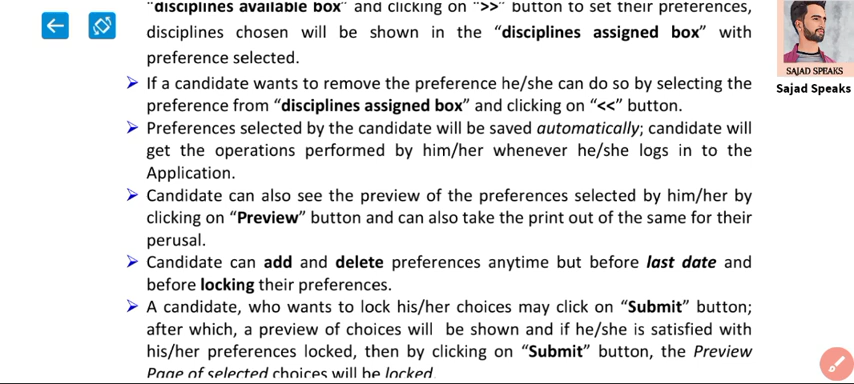 "disciplines available box" and clicking on ">>" button to set their preferences,
disciplines chosen will be shown in the “disciplines assigned box” with
preference selected.
➢ If a candidate wants to remove the preference he/she can do so by selecting the
preference from “disciplines assigned box” and clicking on “<<” button.
➢ Preferences selected by the candidate will be saved automatically; candidate will
get the operations performed by him/her whenever he/she logs in to the
Application.
➢ Candidate can also see the preview of the preferences selected by him/her by
clicking on “Preview” button and can also take the print out of the same for their
perusal.
➢ Candidate can add and delete preferences anytime but before last date and
before locking their preferences.
➢ A candidate, who wants to lock his/her choices may click on “Submit” button;
after which, a preview of choices will be shown and if he/she is satisfied with
his/her preferences locked, then by clicking on “Submit” button, the Preview
Page of selected choices will be locked.
SAJAD SPEAKS
Sajad Speaks